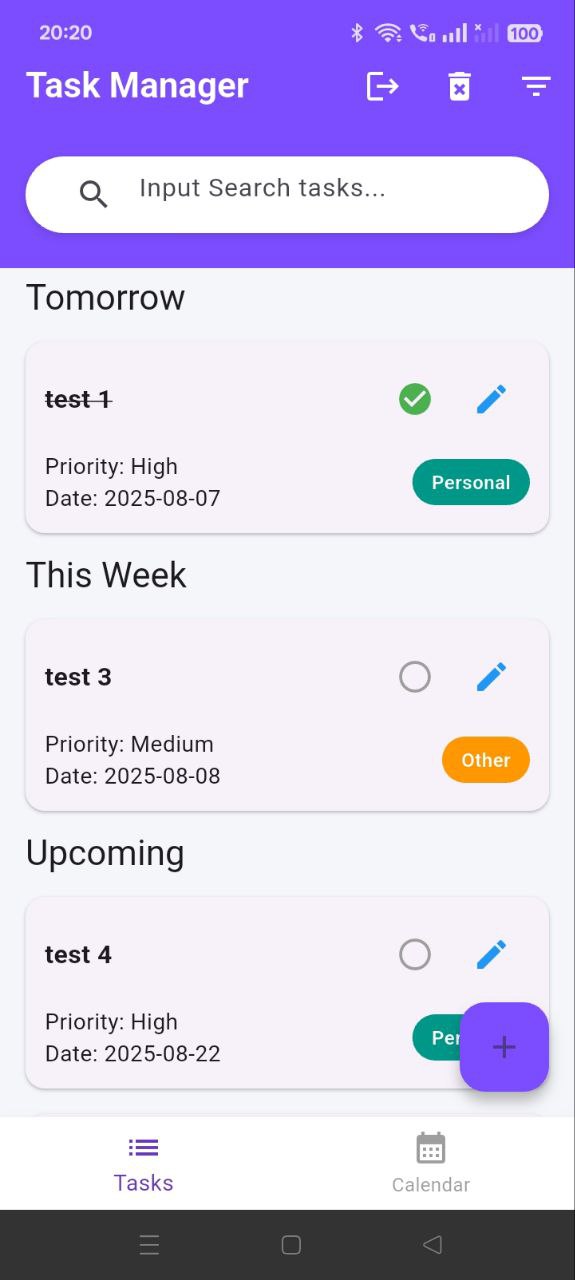 20:20
100
Task Manager
Input Search tasks...
Tomorrow
test 1
Priority: High
Date: 2025-08-07
Personal
This Week
test 3
Priority: Medium
Date: 2025-08-08
Other
Upcoming
test 4
Priority: High
Date: 2025-08-22
Per
Tasks
Calendar